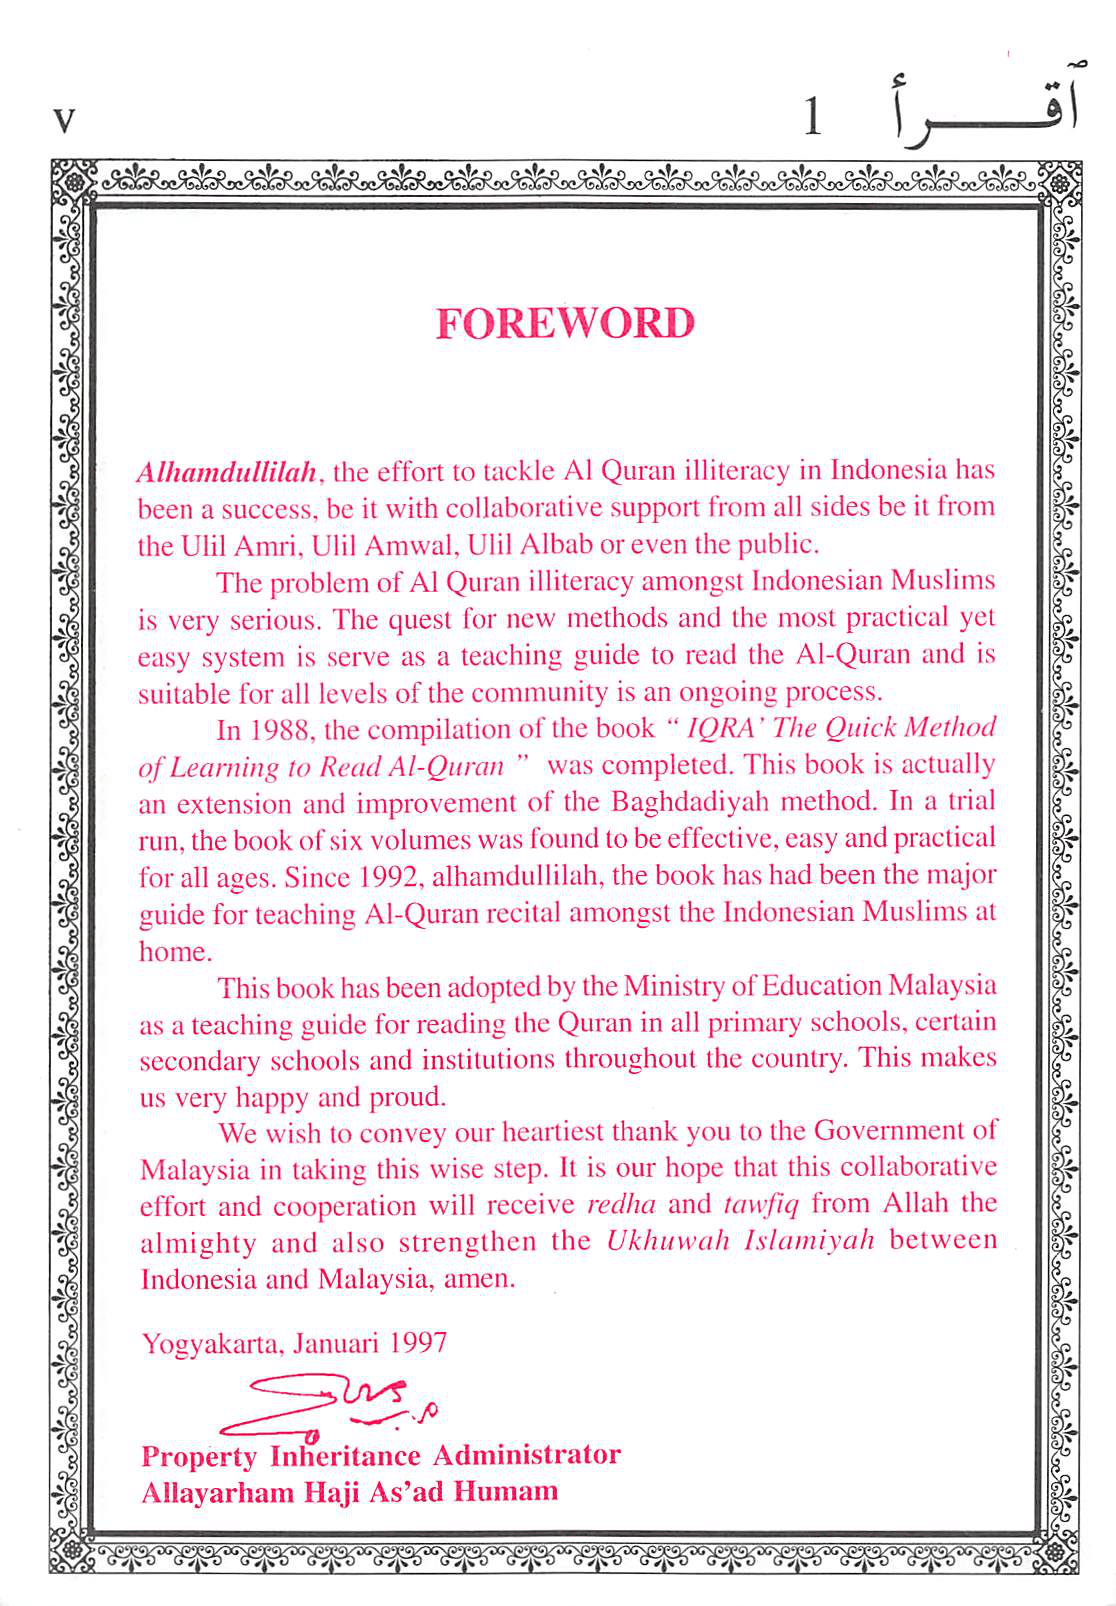 V 1 ٱقـــرأ
FOREWORD
Alhamdullilah, the effort to tackle Al Quran illiteracy in Indonesia has
been a success, be it with collaborative support from all sides be it from
the Ulil Amri, Ulil Amwal, Ulil Albab or even the public.
The problem of Al Quran illiteracy amongst Indonesian Muslims
is very serious. The quest for new methods and the most practical yet
easy system is serve as a teaching guide to read the Al-Quran and is
suitable for all levels of the community is an ongoing process.
In 1988, the compilation of the book “ IQRA’ The Quick Method
of Learning to Read Al-Quran ” was completed. This book is actually
an extension and improvement of the Baghdadiyah method. In a trial
run, the book of six volumes was found to be effective, easy and practical
for all ages. Since 1992, alhamdullilah, the book has had been the major
guide for teaching Al-Quran recital amongst the Indonesian Muslims at
home.
This book has been adopted by the Ministry of Education Malaysia
as a teaching guide for reading the Quran in all primary schools, certain
secondary schools and institutions throughout the country. This makes
us very happy and proud.
We wish to convey our heartiest thank you to the Government of
Malaysia in taking this wise step. It is our hope that this collaborative
effort and cooperation will receive redha and tawfiq from Allah the
almighty and also strengthen the Ukhuwah Islamiyah between
Indonesia and Malaysia, amen.
Yogyakarta, Januari 1997
Property Inheritance Administrator
Allayarham Haji As’ad Humam